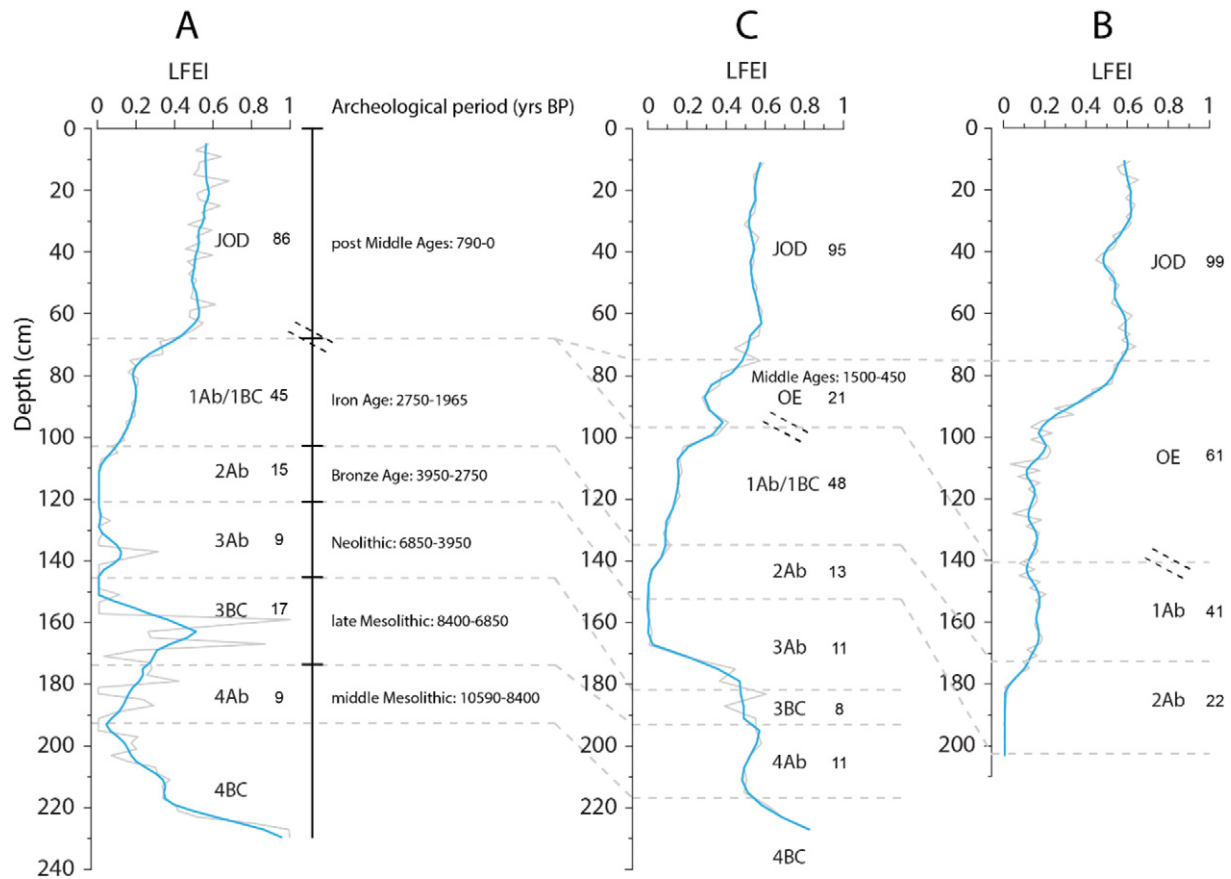 A C B
LFEI LFEI LFEI
0 0.2 0.4 0.6 0.8 1 Archeological period (yrs BP) 0 0.2 0.4 0.6 0.8 1 0 0.2 0.4 0.6 0.8 1
0 0 0
20 20 20
JOD 86 post Middle Ages: 790-0 JOD 95 JOD 99
40 40 40
60 60 60
Depth (cm)
80 Middle Ages: 1500-450 80 80
1Ab/1BC 45 Iron Age: 2750-1965 OE 21
100 100 100
2Ab 15 Bronze Age: 3950-2750 1Ab/1BC 48 OE 61
120 120 120
3Ab 9 Neolithic: 6850-3950 2Ab 13
140 140 140
3BC 17 late Mesolithic: 8400-6850 1Ab 41
160 160 160
3Ab 11
4Ab 9 middle Mesolithic: 10590-8400 3BC 8 2Ab 22
180 180 180
200 200 200
4BC 4Ab 11
220 220
4BC
240 240